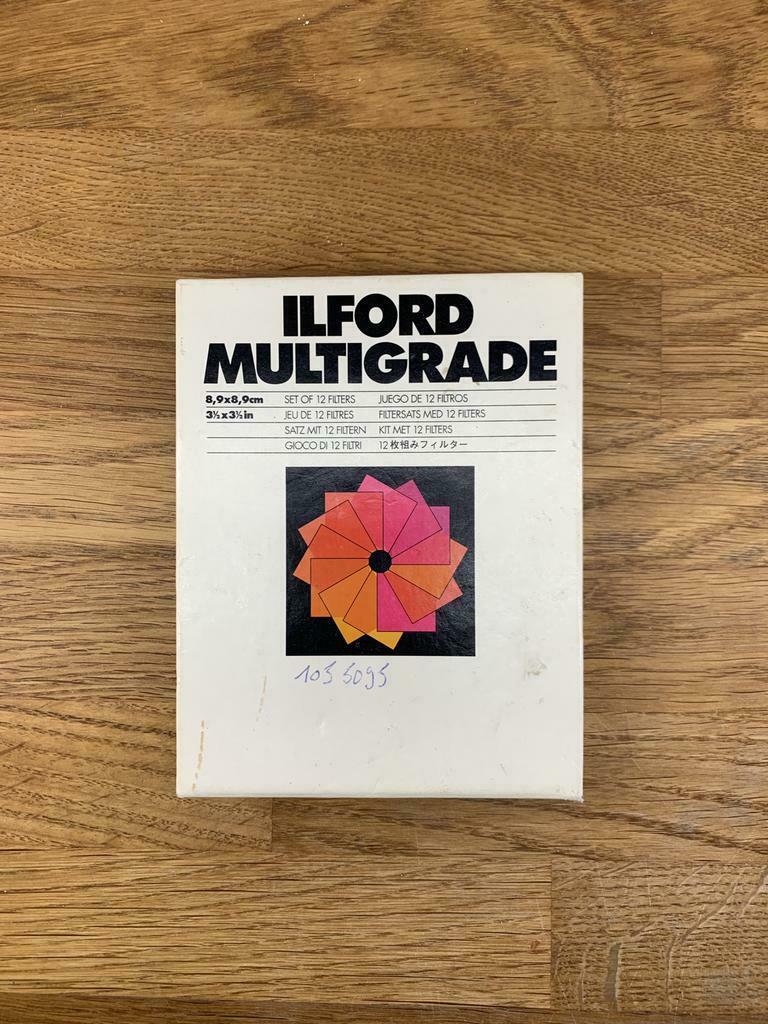 ILFORD
MULTIGRADE
8,9x8,9cm SET OF 12 FILTERS JUEGO DE 12 FILTROS
3½x3½in JEU DE 12 FILTRES FILTERSATS MED 12 FILTERS
SATZ MIT 12 FILTERN KIT MET 12 FILTERS
GIOCO DI 12 FILTRI 12枚組みフィルター
105 5095